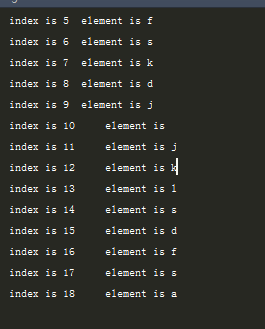 index is 5 element is f
index is 6 element is s
index is 7 element is k
index is 8 element is d
index is 9 element is j
index is 10 element is
index is 11 element is j
index is 12 element is k
index is 13 element is l
index is 14 element is s
index is 15 element is d
index is 16 element is f
index is 17 element is s
index is 18 element is a